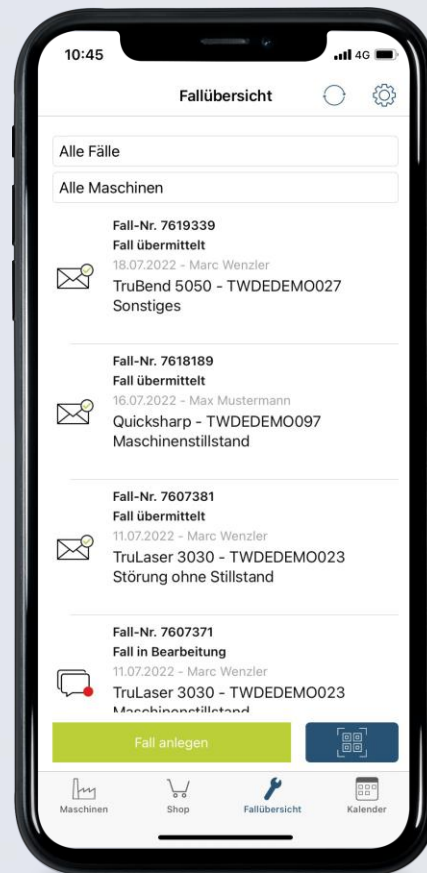 10:45
4G
Fallübersicht
Alle Fälle
Alle Maschinen
Fall-Nr. 7619339
Fall übermittelt
18.07.2022 - Marc Wenzler
TruBend 5050 - TWDEDEMO027
Sonstiges
Fall-Nr. 7618189
Fall übermittelt
16.07.2022 - Max Mustermann
Quicksharp - TWDEDEMO097
Maschinenstillstand
Fall-Nr. 7607381
Fall übermittelt
11.07.2022 - Marc Wenzler
TruLaser 3030 - TWDEDEMO023
Störung ohne Stillstand
Fall-Nr. 7607371
Fall in Bearbeitung
11.07.2022 - Marc Wenzler
TruLaser 3030 - TWDEDEMO023
Maschinenstillstand
Fall anlegen
Maschinen
Shop
Fallübersicht
Kalender